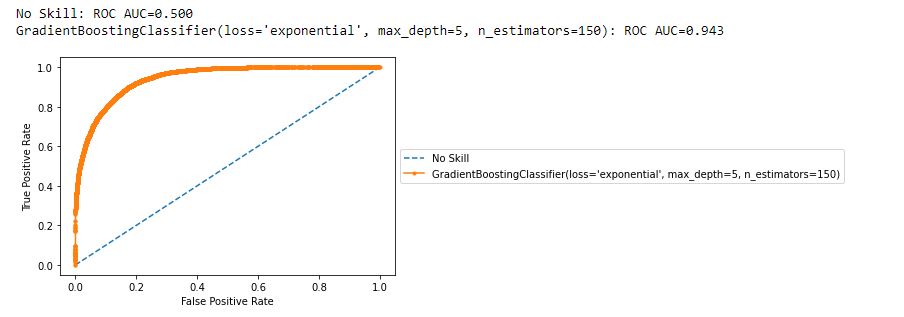 No Skill: ROC AUC=0.500
GradientBoostingClassifier(loss='exponential', max_depth=5, n_estimators=150): ROC AUC=0.943
1.0
0.8
0.6
0.4
0.2
0.0
True Positive Rate
0.0 0.2 0.4 0.6 0.8 1.0
False Positive Rate
No Skill
GradientBoostingClassifier(loss='exponential', max_depth=5, n_estimators=150)